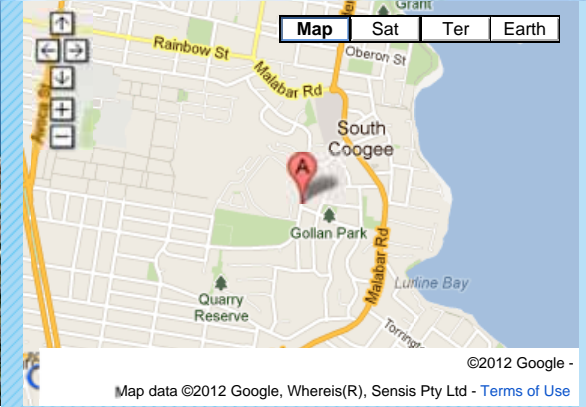 Grant
Map Sat Ter Earth
Rainbow St
Oberon St
Malabar Rd
Avoca St
South
Coogee
A
Gollan Park
Malabar Rd
Lurline Bay
Quarry
Reserve
©2012 Google -
Map data ©2012 Google, Whereis(R), Sensis Pty Ltd - Terms of Use